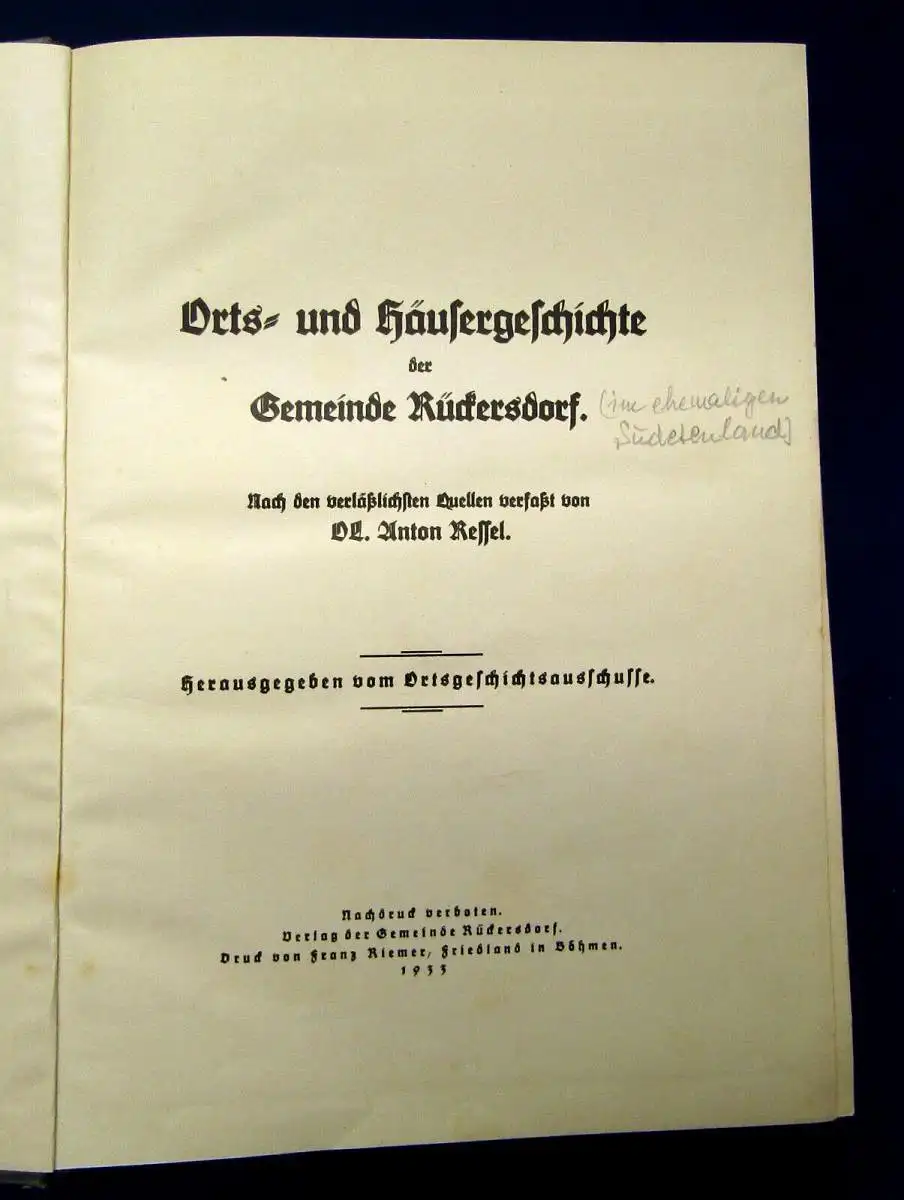 Orts- und Häusergeschichte
der
Gemeinde Rückersdorf. (im ehemaligen
Sudetenland)
Nach den verläßlichsten Quellen verfaßt von
OL. Anton Ressel.
Herausgegeben vom Ortsgeschichtsausschusse.
Nachdruck verboten.
Verlag der Gemeinde Rückersdorf.
Druck von Franz Riemer, Friedland in Böhmen.
1933